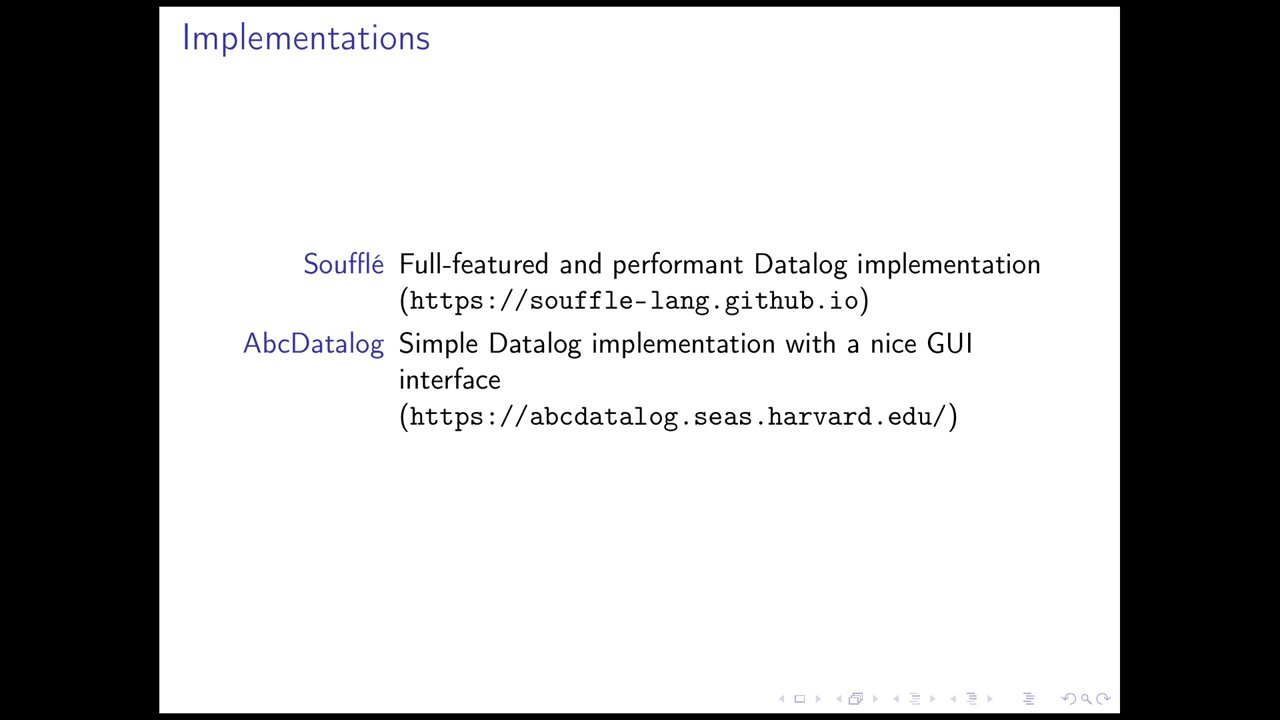 Implementations
Soufflé Full-featured and performant Datalog implementation
(https://souffle-lang.github.io)
AbcDatalog Simple Datalog implementation with a nice GUI
interface
(https://abcdatalog.seas.harvard.edu/)